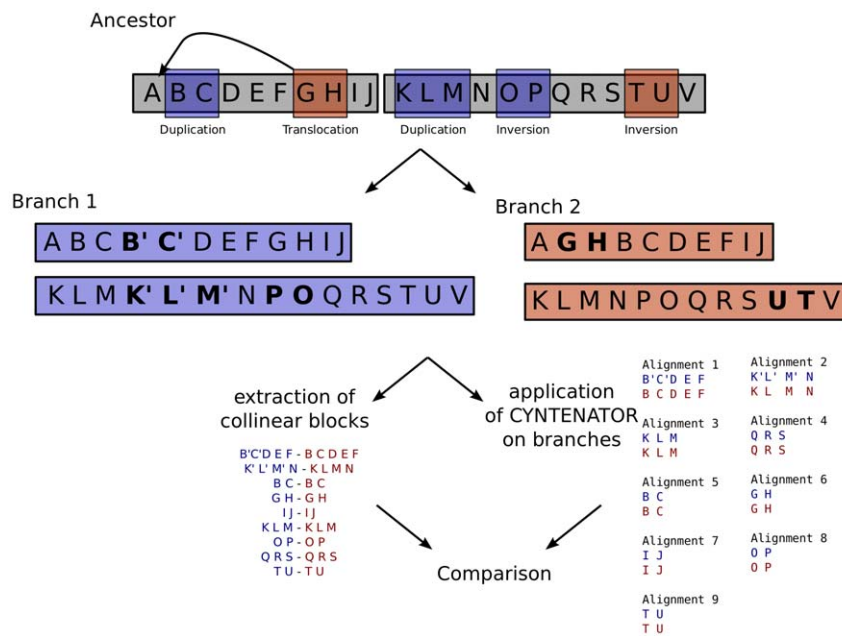 Ancestor
A B C D E F G H I J K L M N O P Q R S T U V
Duplication Translocation Duplication Inversion Inversion
Branch 1
A B C B' C' D E F G H I J
K L M K' L' M' N P O Q R S T U V
Branch 2
A G H B C D E F I J
K L M N P O Q R S U T V
extraction of
collinear blocks
B'C'D E F - B C D E F
K' L' M' N - K L M N
B C - B C
G H - G H
I J - I J
K L M - K L M
O P - O P
Q R S - Q R S
T U - T U
application
of CYNTENATOR
on branches
Alignment 1
B'C'D E F
B C D E F
Alignment 2
K'L' M' N
K L M N
Alignment 3
K L M
K L M
Alignment 4
Q R S
Q R S
Alignment 5
B C
B C
Alignment 6
G H
G H
Alignment 7
I J
I J
Alignment 8
O P
O P
Alignment 9
T U
T U
Comparison